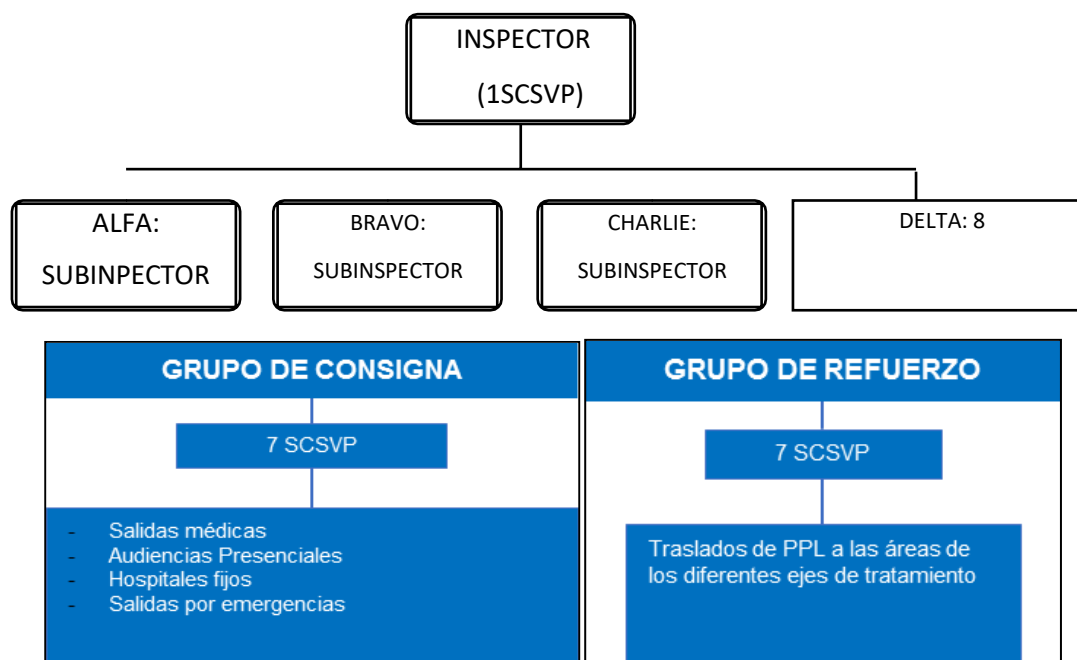 INSPECTOR
(1SCSVP)
ALFA:
SUBINPECTOR
BRAVO:
SUBINSPECTOR
CHARLIE:
SUBINSPECTOR
DELTA: 8
GRUPO DE CONSIGNA
7 SCSVP
- Salidas médicas
- Audiencias Presenciales
- Hospitales fijos
- Salidas por emergencias
GRUPO DE REFUERZO
7 SCSVP
Traslados de PPL a las áreas de
los diferentes ejes de tratamiento